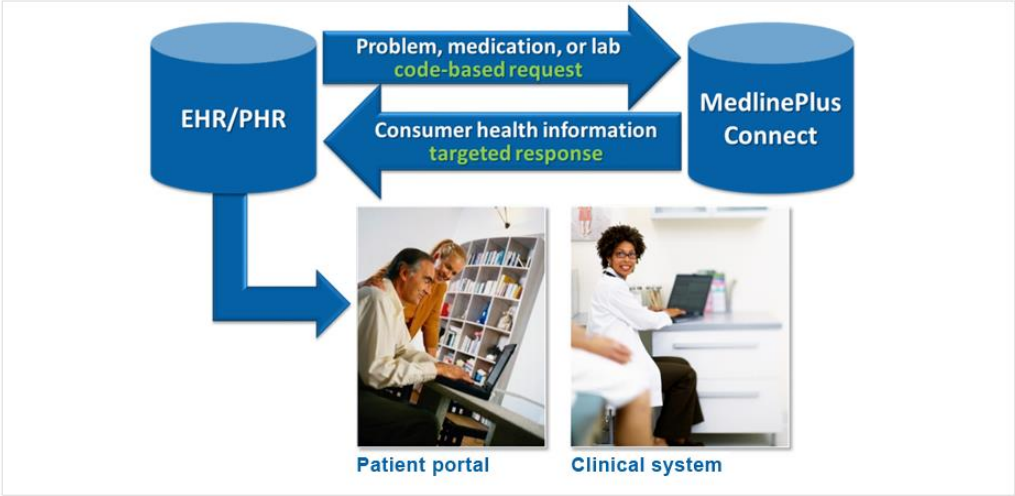 Problem, medication, or lab
code-based request
EHR/PHR
MedlinePlus
Connect
Consumer health information
targeted response
Patient portal
Clinical system